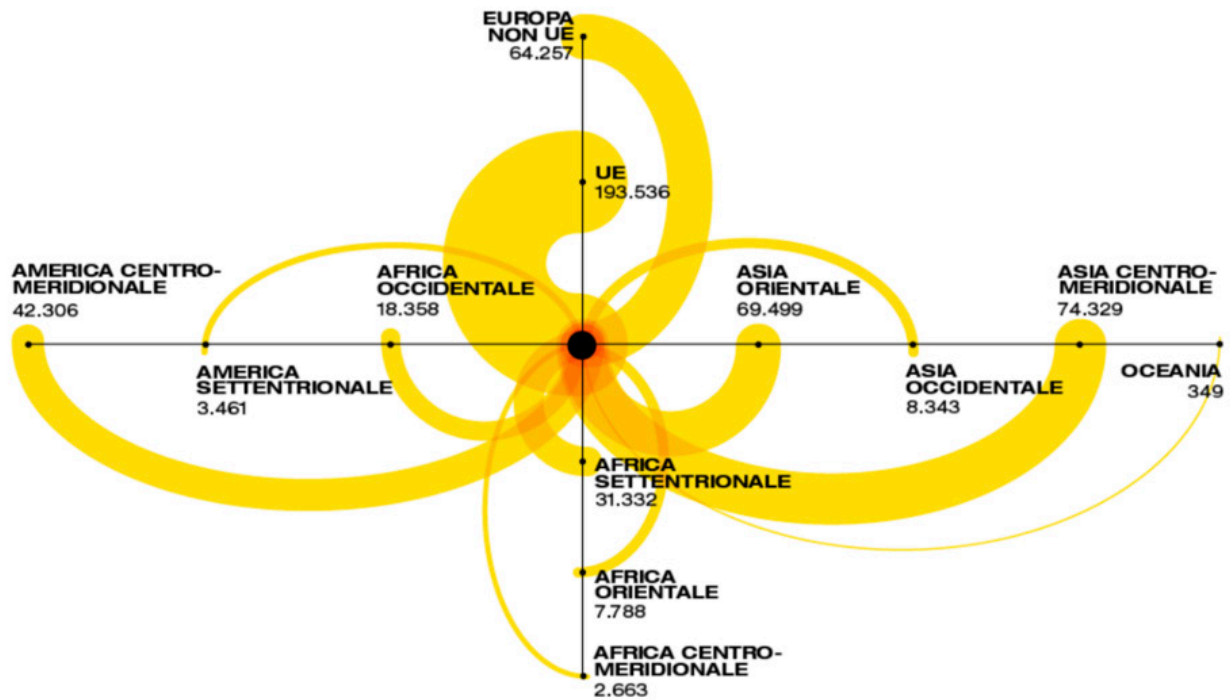 EUROPA
NON UE
64.257
UE
193.536
AMERICA CENTRO-
MERIDIONALE
42.306
AFRICA
OCCIDENTALE
18.358
ASIA
ORIENTALE
69.499
ASIA CENTRO-
MERIDIONALE
74.329
AMERICA
SETTENTRIONALE
3.461
ASIA
OCCIDENTALE
8.343
OCEANIA
349
AFRICA
SETTENTRIONALE
31.332
AFRICA
ORIENTALE
7.788
AFRICA CENTRO-
MERIDIONALE
2.663